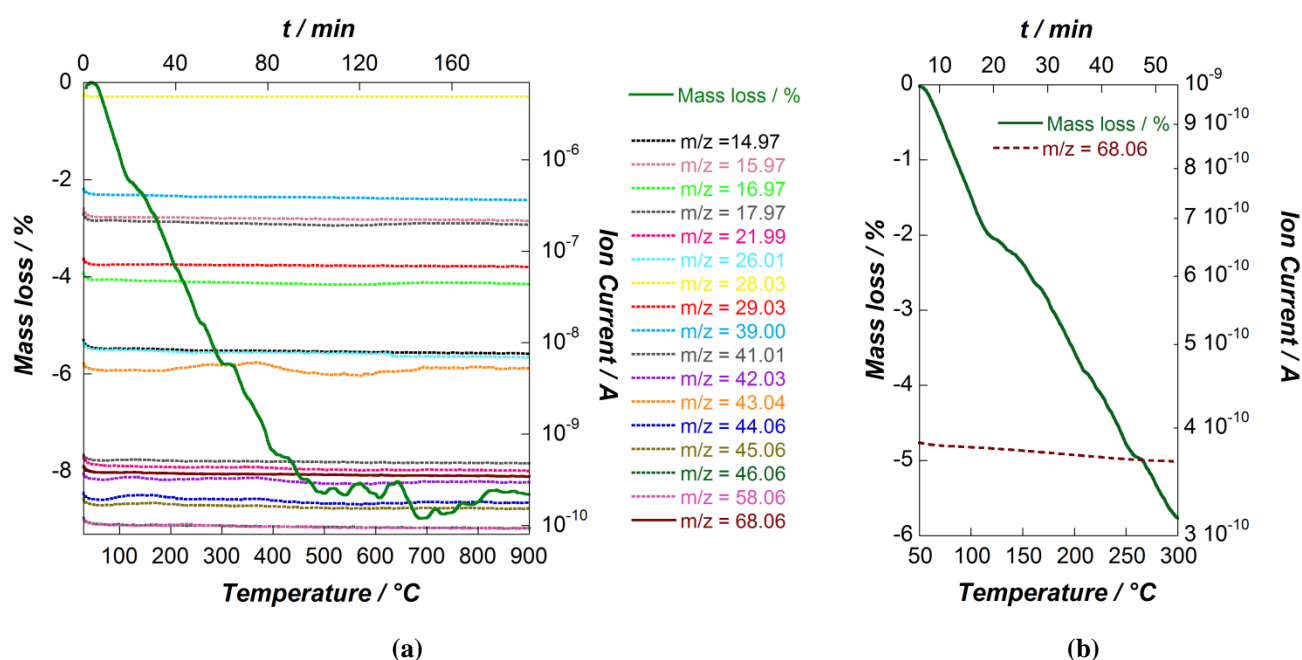 t / min
0 40 80 120 160
0
-2
-4
-6
-8
Mass loss / %
10⁻⁶
10⁻⁷
10⁻⁸
10⁻⁹
10⁻¹⁰
Ion Current / A
100 200 300 400 500 600 700 800 900
Temperature / °C
(a)
Mass loss / %
m/z =14.97
m/z = 15.97
m/z = 16.97
m/z = 17.97
m/z = 21.99
m/z = 26.01
m/z = 28.03
m/z = 29.03
m/z = 39.00
m/z = 41.01
m/z = 42.03
m/z = 43.04
m/z = 44.06
m/z = 45.06
m/z = 46.06
m/z = 58.06
m/z = 68.06
t / min
10 20 30 40 50
0
-1
-2
-3
-4
-5
-6
Mass loss / %
Mass loss / %
m/z = 68.06
10⁻⁹
9 10⁻¹⁰
8 10⁻¹⁰
7 10⁻¹⁰
6 10⁻¹⁰
5 10⁻¹⁰
4 10⁻¹⁰
3 10⁻¹⁰
Ion Current / A
50 100 150 200 250 300
Temperature / °C
(b)